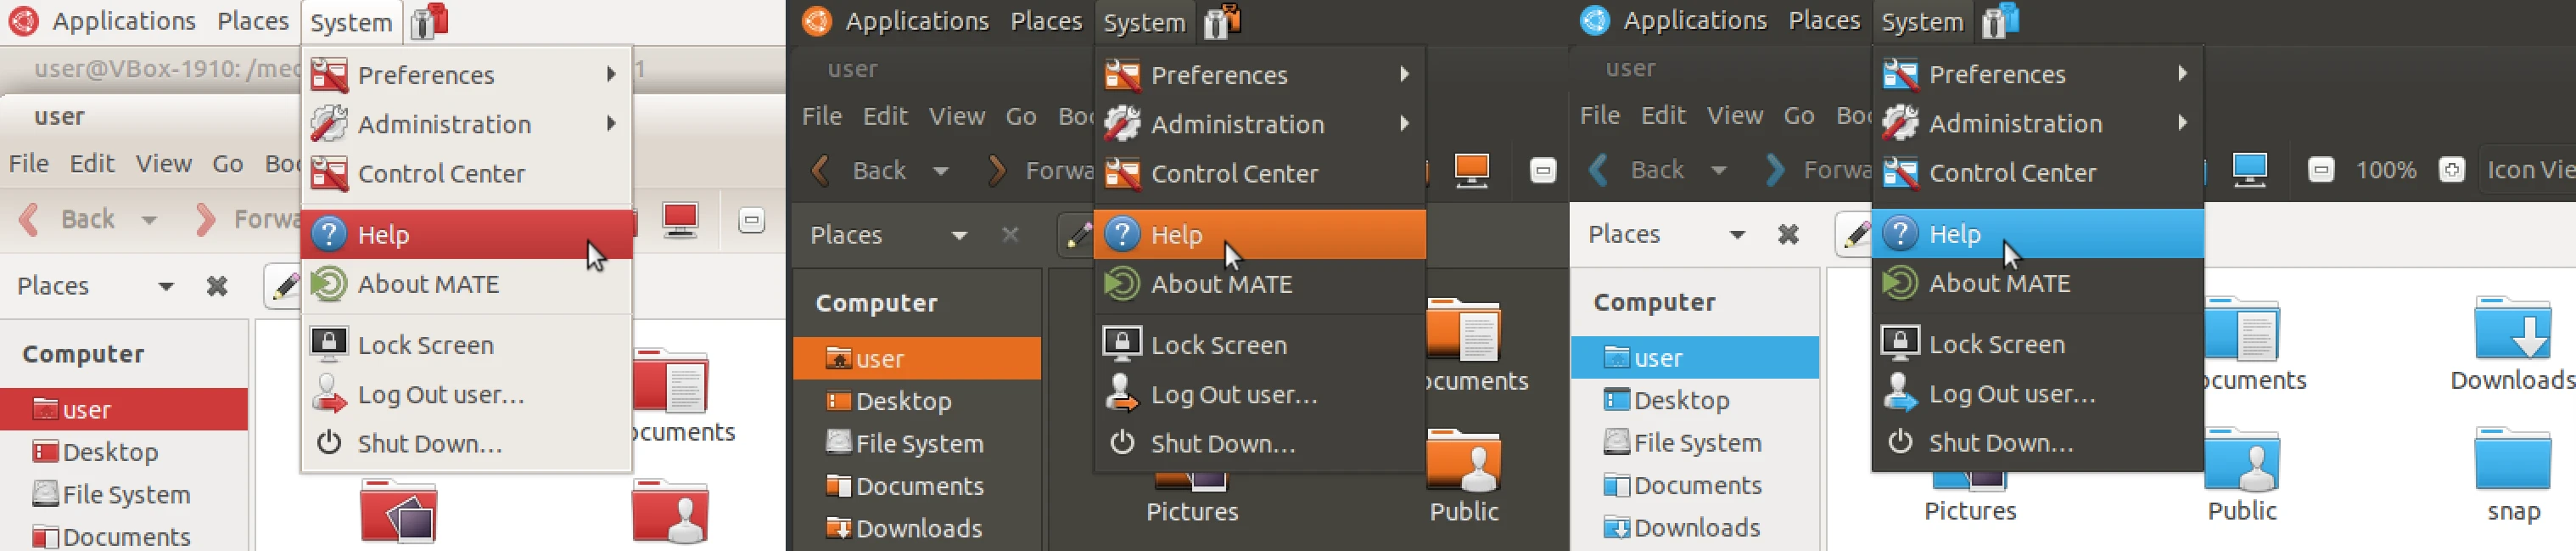 Applications Places System
user@VBox-1910: /med 1
Preferences
user
Administration
File Edit View Go Boo
Control Center
Back Forwa
Help
Places
About MATE
Computer
Lock Screen
user
Log Out user...
ocuments
Desktop
Shut Down...
File System
Documents
Applications Places System
user
Preferences
File Edit View Go Boo
Administration
Back Forwa
Control Center
Places
Help
About MATE
Computer
Lock Screen
user
ocuments
Log Out user...
Desktop
Shut Down...
File System
Documents
Pictures Public
Downloads
Applications Places System
user
Preferences
File Edit View Go Boo
Administration
Back Forwa
Control Center
100% Icon Vie
Places
Help
About MATE
Computer
Lock Screen
user
ocuments Downloads
Log Out user...
Desktop
Shut Down...
File System
Documents
Pictures Public snap
Downloads